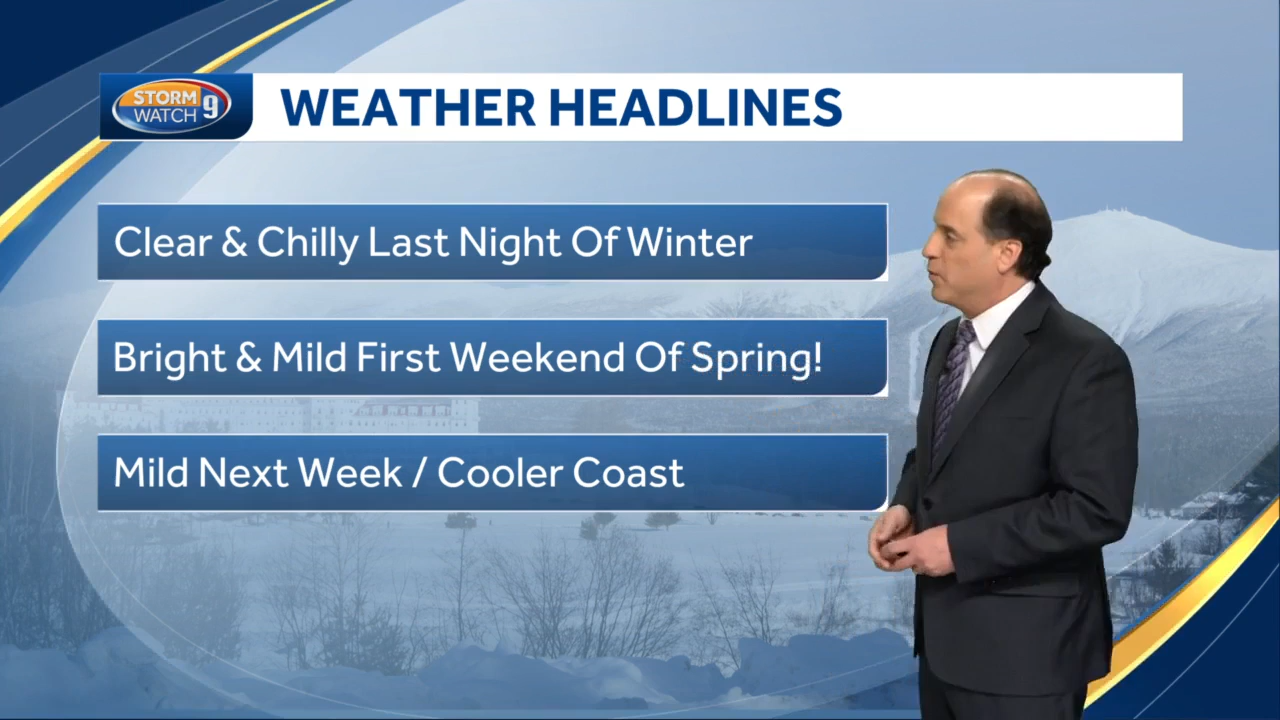 STORM
WATCH 9
WEATHER HEADLINES
Clear & Chilly Last Night Of Winter
Bright & Mild First Weekend Of Spring!
Mild Next Week / Cooler Coast